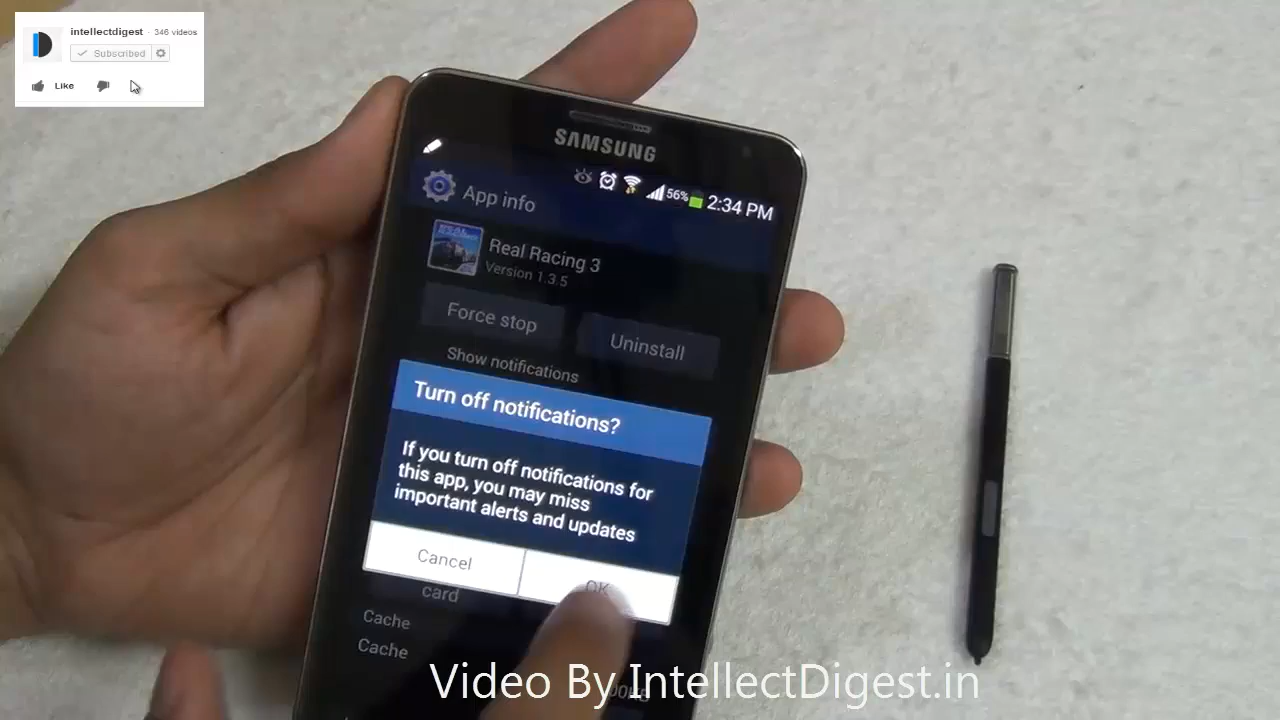 intellectdigest · 346 videos
Subscribed
Like
SAMSUNG
56% 2:34 PM
App info
Real Racing 3
Version 1.3.5
Force stop
Uninstall
Show notifications
Turn off notifications?
If you turn off notifications for
this app, you may miss
important alerts and updates
Cancel
OK
card
Cache
Cache
Video By IntellectDigest.in